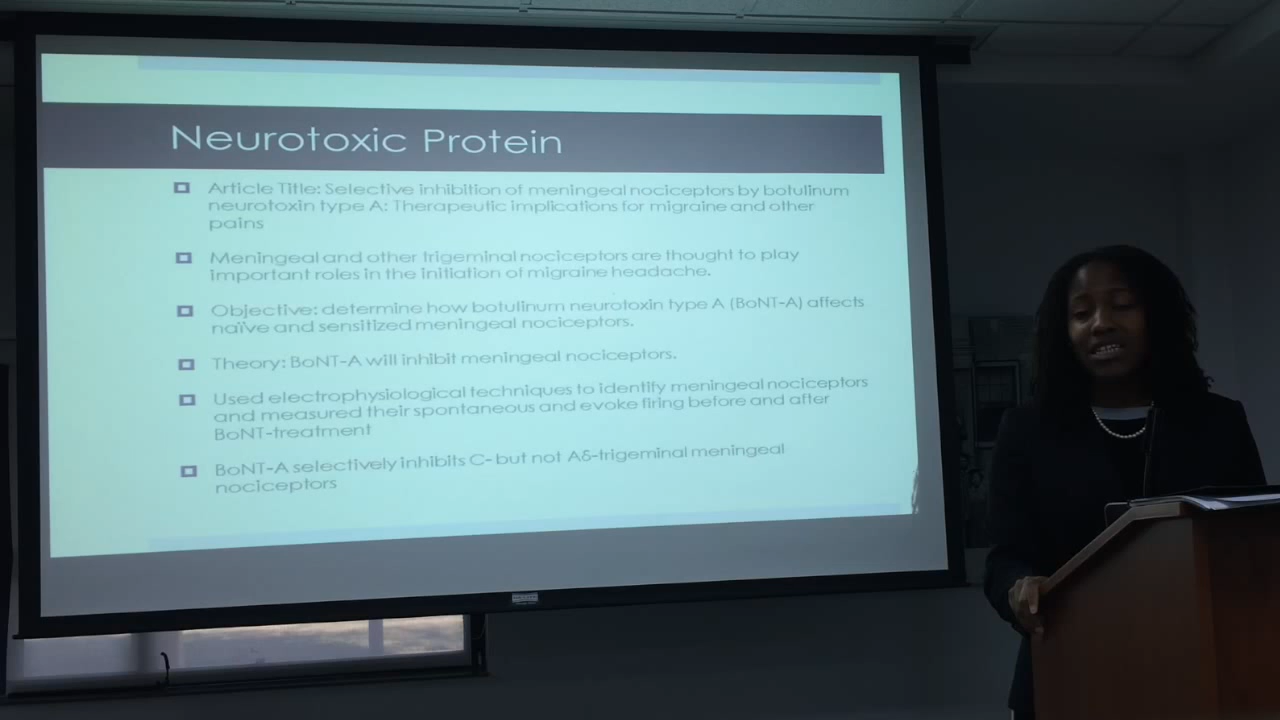 Neurotoxic Protein
Article Title: Selective inhibition of meningeal nociceptors by botulinum
neurotoxin type A: Therapeutic implications for migraine and other
pains
Meningeal and other trigeminal nociceptors are thought to play
important roles in the initiation of migraine headache.
Objective: determine how botulinum neurotoxin type A (BoNT-A) affects
naïve and sensitized meningeal nociceptors.
Theory: BoNT-A will inhibit meningeal nociceptors.
Used electrophysiological techniques to identify meningeal nociceptors
and measured their spontaneous and evoke firing before and after
BoNT-treatment
BoNT-A selectively inhibits C- but not Aδ-trigeminal meningeal
nociceptors